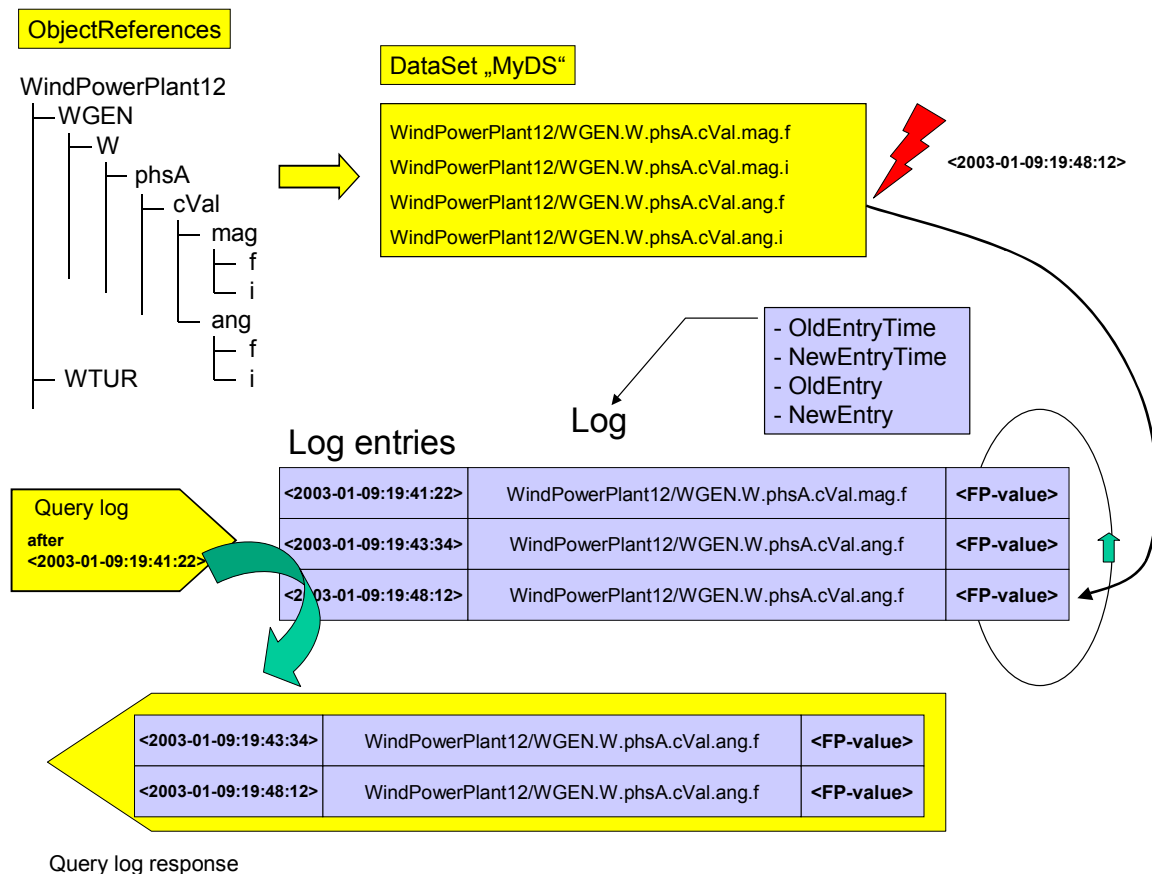 ObjectReferences
WindPowerPlant12
WGEN
W
phsA
cVal
mag
f
i
ang
f
i
WTUR
DataSet „MyDS“
WindPowerPlant12/WGEN.W.phsA.cVal.mag.f
WindPowerPlant12/WGEN.W.phsA.cVal.mag.i
WindPowerPlant12/WGEN.W.phsA.cVal.ang.f
WindPowerPlant12/WGEN.W.phsA.cVal.ang.i
<2003-01-09:19:48:12>
- OldEntryTime
- NewEntryTime
- OldEntry
- NewEntry
Log
Log entries
<2003-01-09:19:41:22> WindPowerPlant12/WGEN.W.phsA.cVal.mag.f <FP-value>
<2003-01-09:19:43:34> WindPowerPlant12/WGEN.W.phsA.cVal.ang.f <FP-value>
<2003-01-09:19:48:12> WindPowerPlant12/WGEN.W.phsA.cVal.ang.f <FP-value>
Query log
after
<2003-01-09:19:41:22>
<2003-01-09:19:43:34> WindPowerPlant12/WGEN.W.phsA.cVal.ang.f <FP-value>
<2003-01-09:19:48:12> WindPowerPlant12/WGEN.W.phsA.cVal.ang.f <FP-value>
Query log response